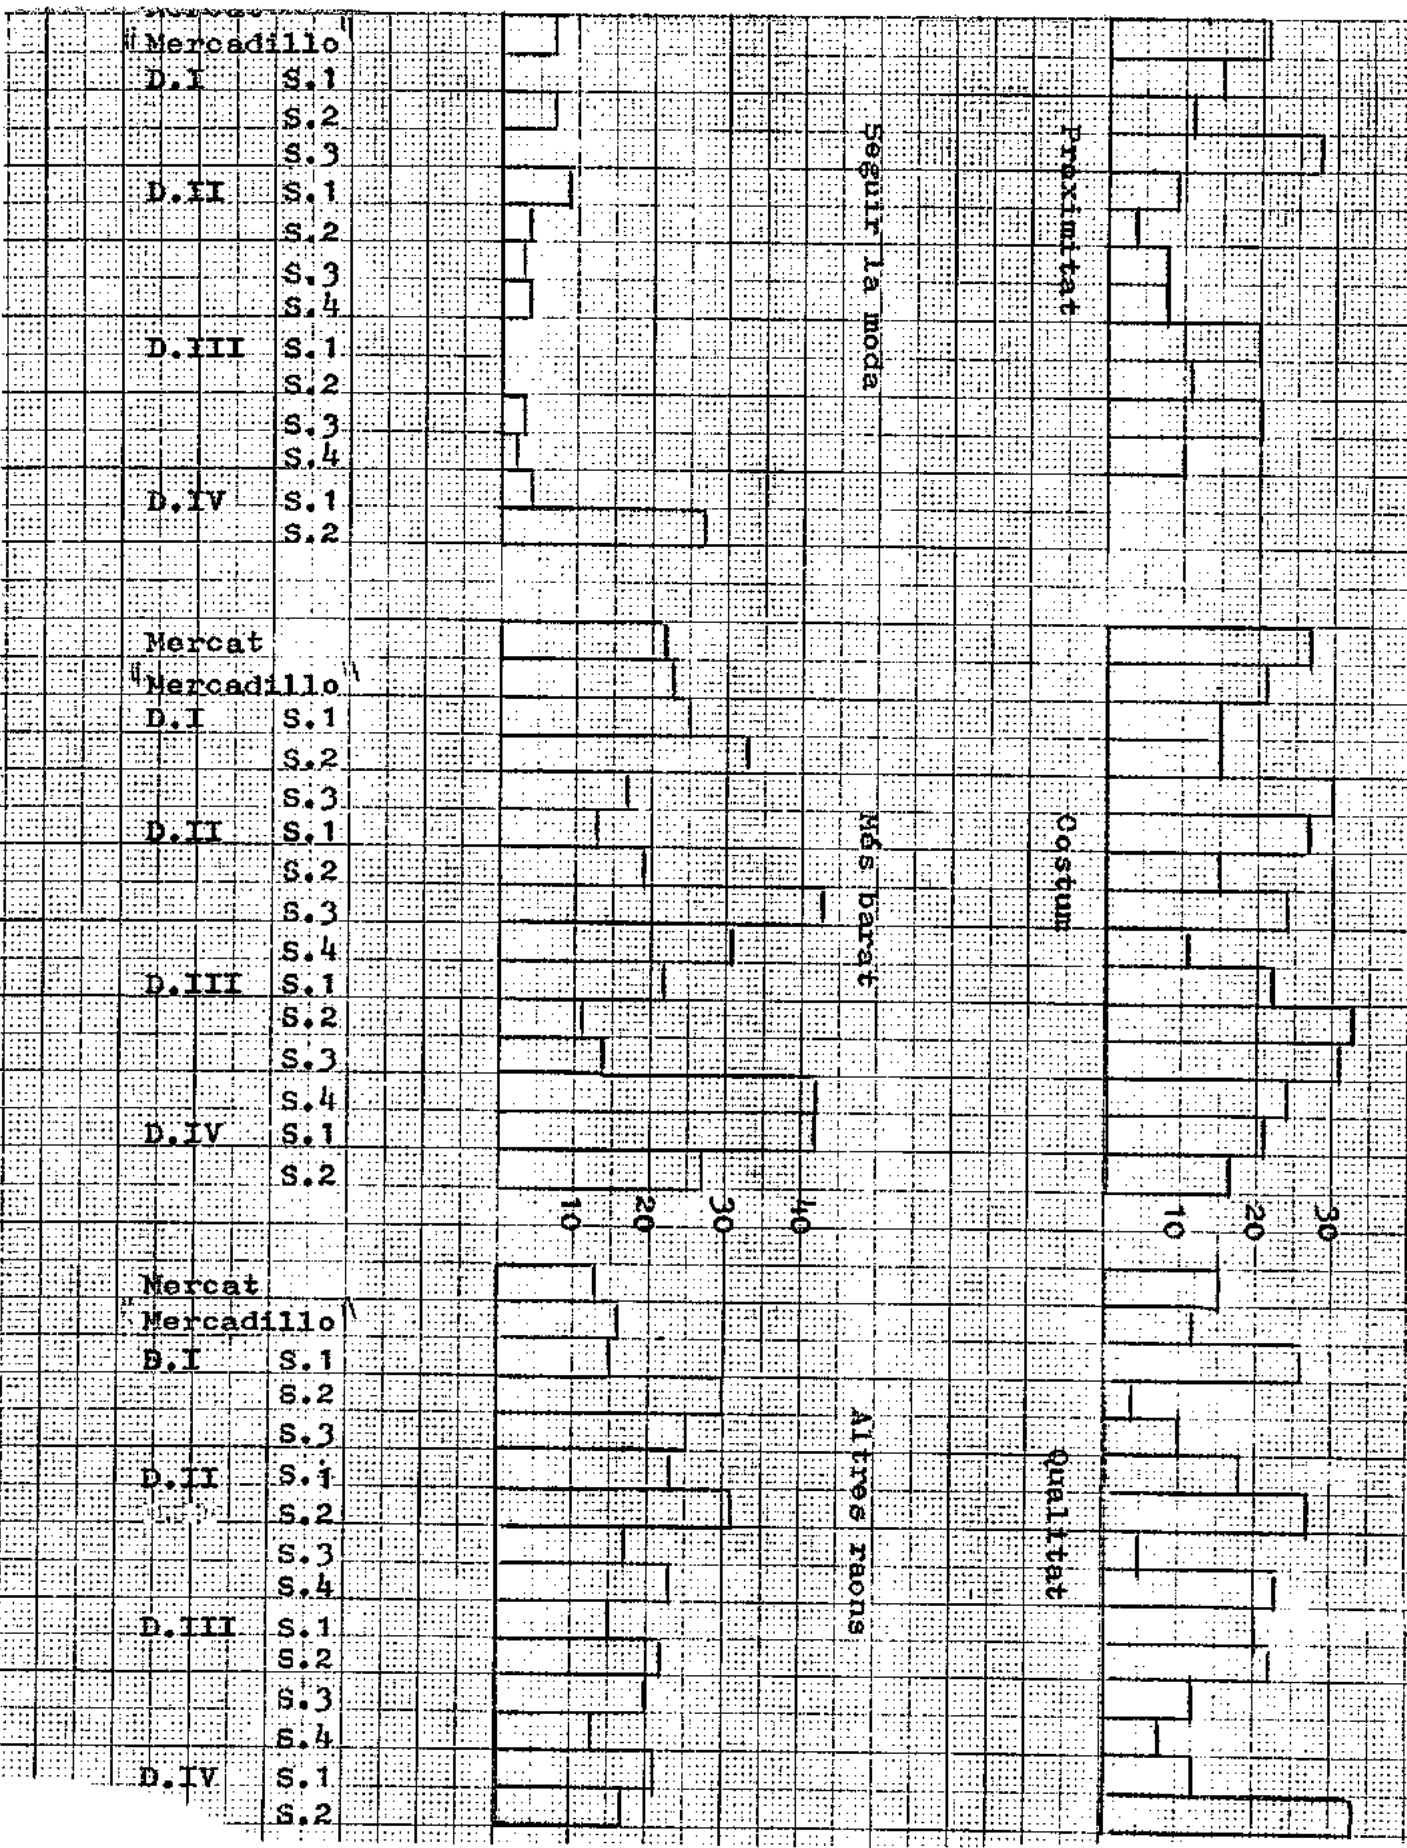 "Mercadillo"
D.I S.1
S.2
S.3
D.II S.1
S.2
S.3
S.4
D.III S.1
S.2
S.3
S.4
D.IV S.1
S.2
Seguir la moda
Proximitat
Mercat
"Mercadillo"
D.I S.1
S.2
S.3
D.II S.1
S.2
S.3
S.4
D.III S.1
S.2
S.3
S.4
D.IV S.1
S.2
Més barat
Costum
10 20 30 40
10 20 30
Mercat
"Mercadillo"
D.I S.1
S.2
S.3
D.II S.1
S.2
S.3
S.4
D.III S.1
S.2
S.3
S.4
D.IV S.1
S.2
Altres raons
Qualitat